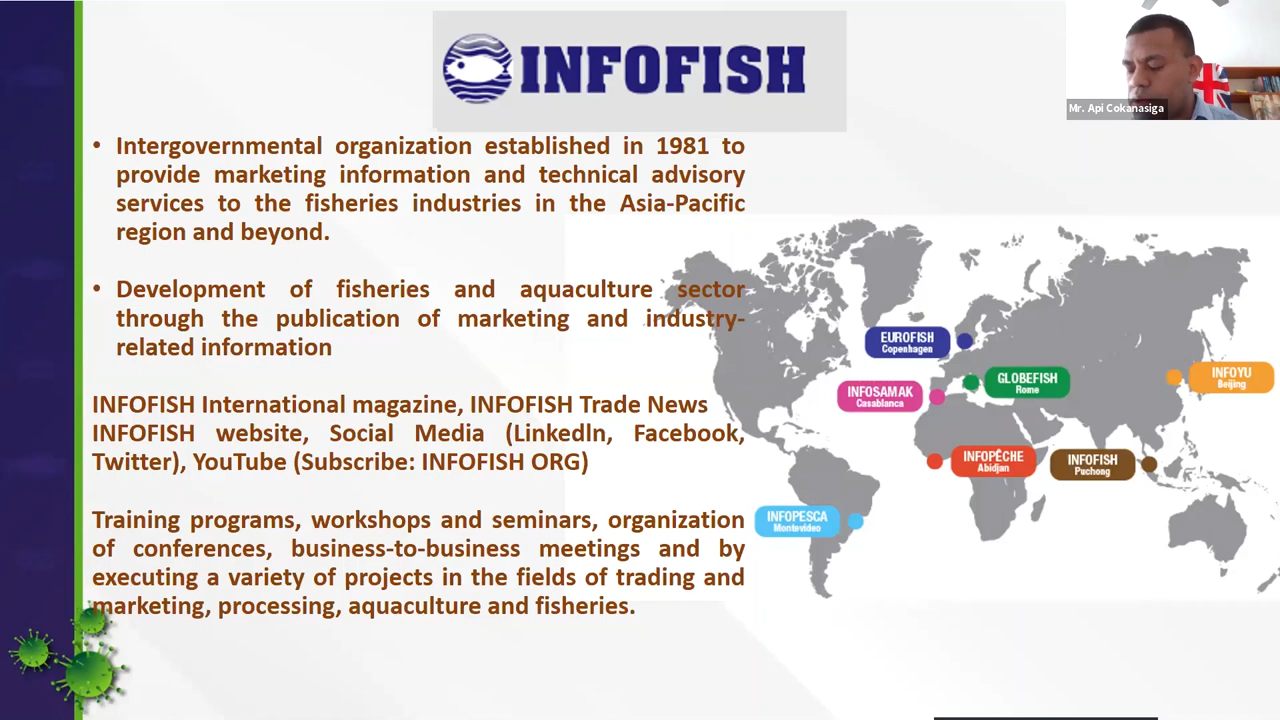 INFOFISH
Mr. Api Cokanasiga
• Intergovernmental organization established in 1981 to
provide marketing information and technical advisory
services to the fisheries industries in the Asia-Pacific
region and beyond.
• Development of fisheries and aquaculture sector
through the publication of marketing and industry-
related information
INFOFISH International magazine, INFOFISH Trade News
INFOFISH website, Social Media (Linkedln, Facebook,
Twitter), YouTube (Subscribe: INFOFISH ORG)
Training programs, workshops and seminars, organization
of conferences, business-to-business meetings and by
executing a variety of projects in the fields of trading and
marketing, processing, aquaculture and fisheries.
EUROFISH
Copenhagen
GLOBEFISH
Rome
INFOYU
Beijing
INFOSAMAK
Casablanca
INFOPÊCHE
Abidjan
INFOFISH
Puchong
INFOPESCA
Montevideo